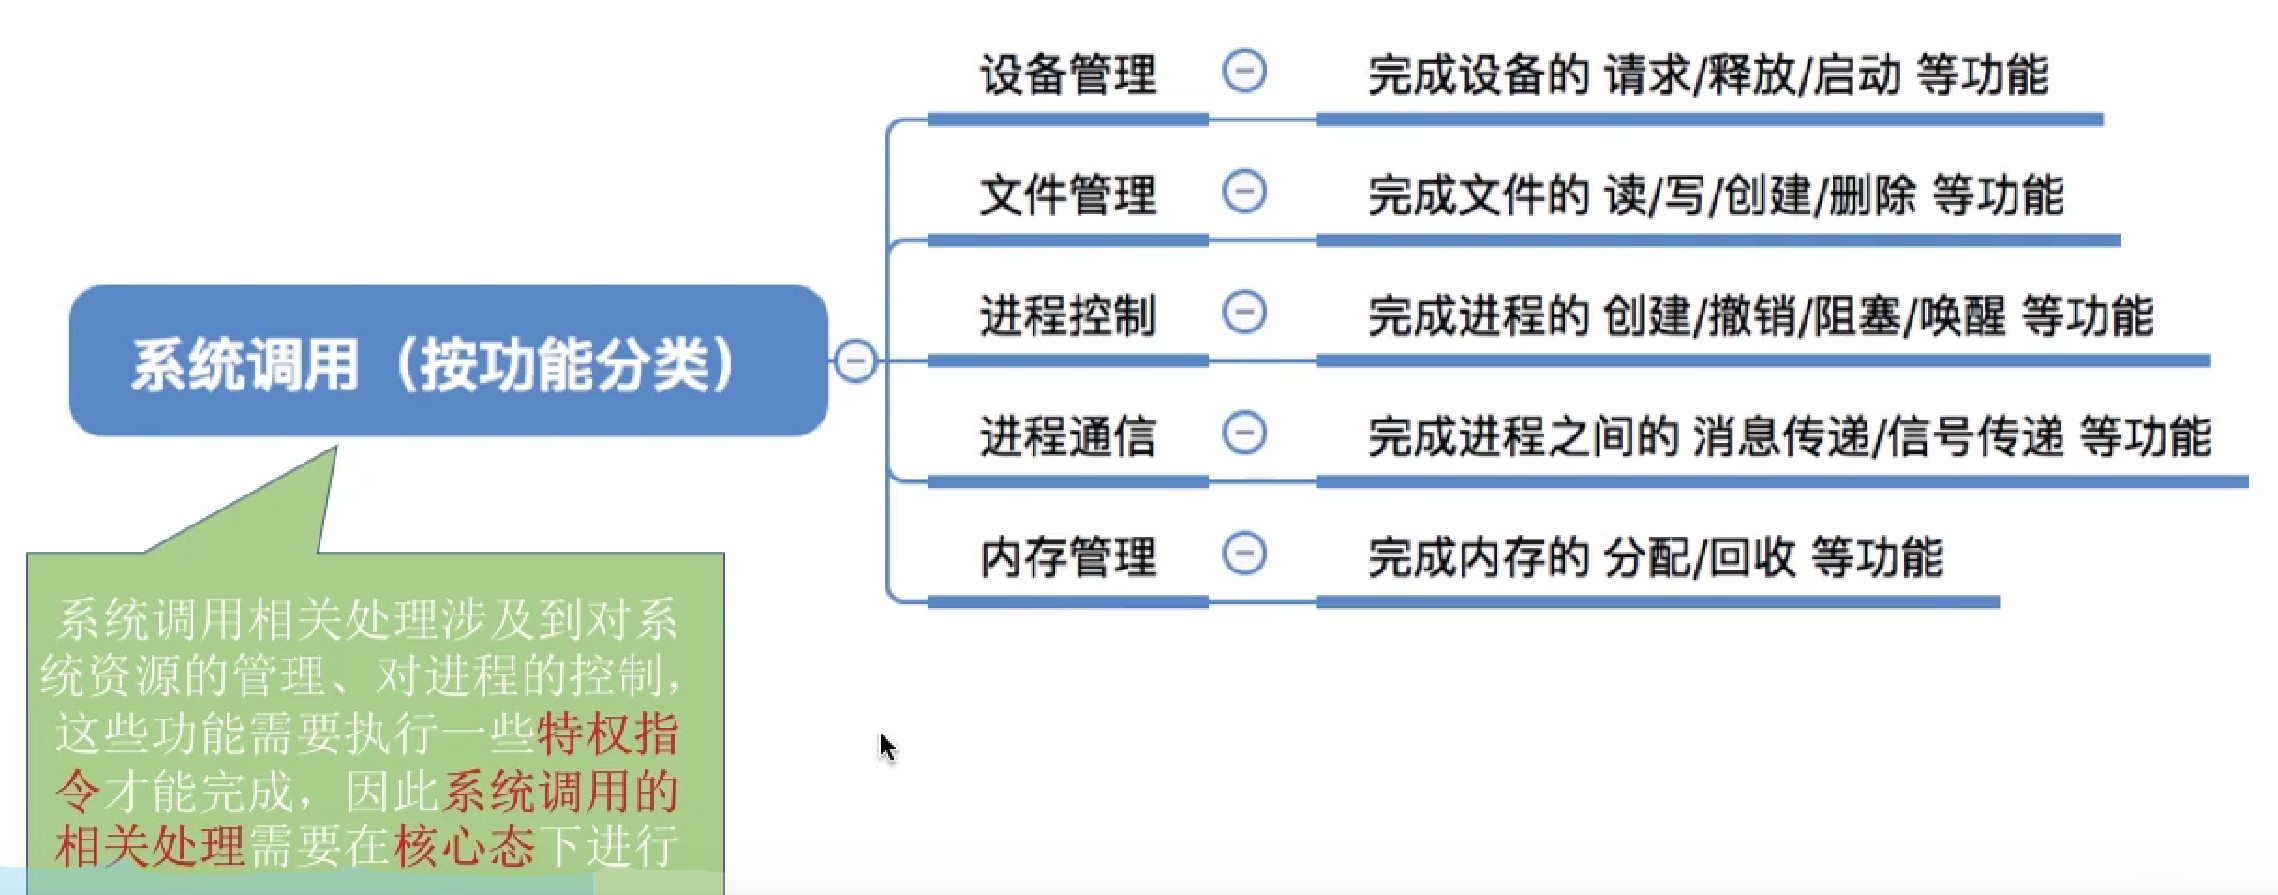 设备管理 完成设备的 请求/释放/启动 等功能
文件管理 完成文件的 读/写/创建/删除 等功能
进程控制 完成进程的 创建/撤销/阻塞/唤醒 等功能
系统调用（按功能分类）
进程通信 完成进程之间的 消息传递/信号传递 等功能
内存管理 完成内存的 分配/回收 等功能
系统调用相关处理涉及到对系
统资源的管理、对进程的控制，
这些功能需要执行一些特权指
令才能完成，因此系统调用的
相关处理需要在核心态下进行